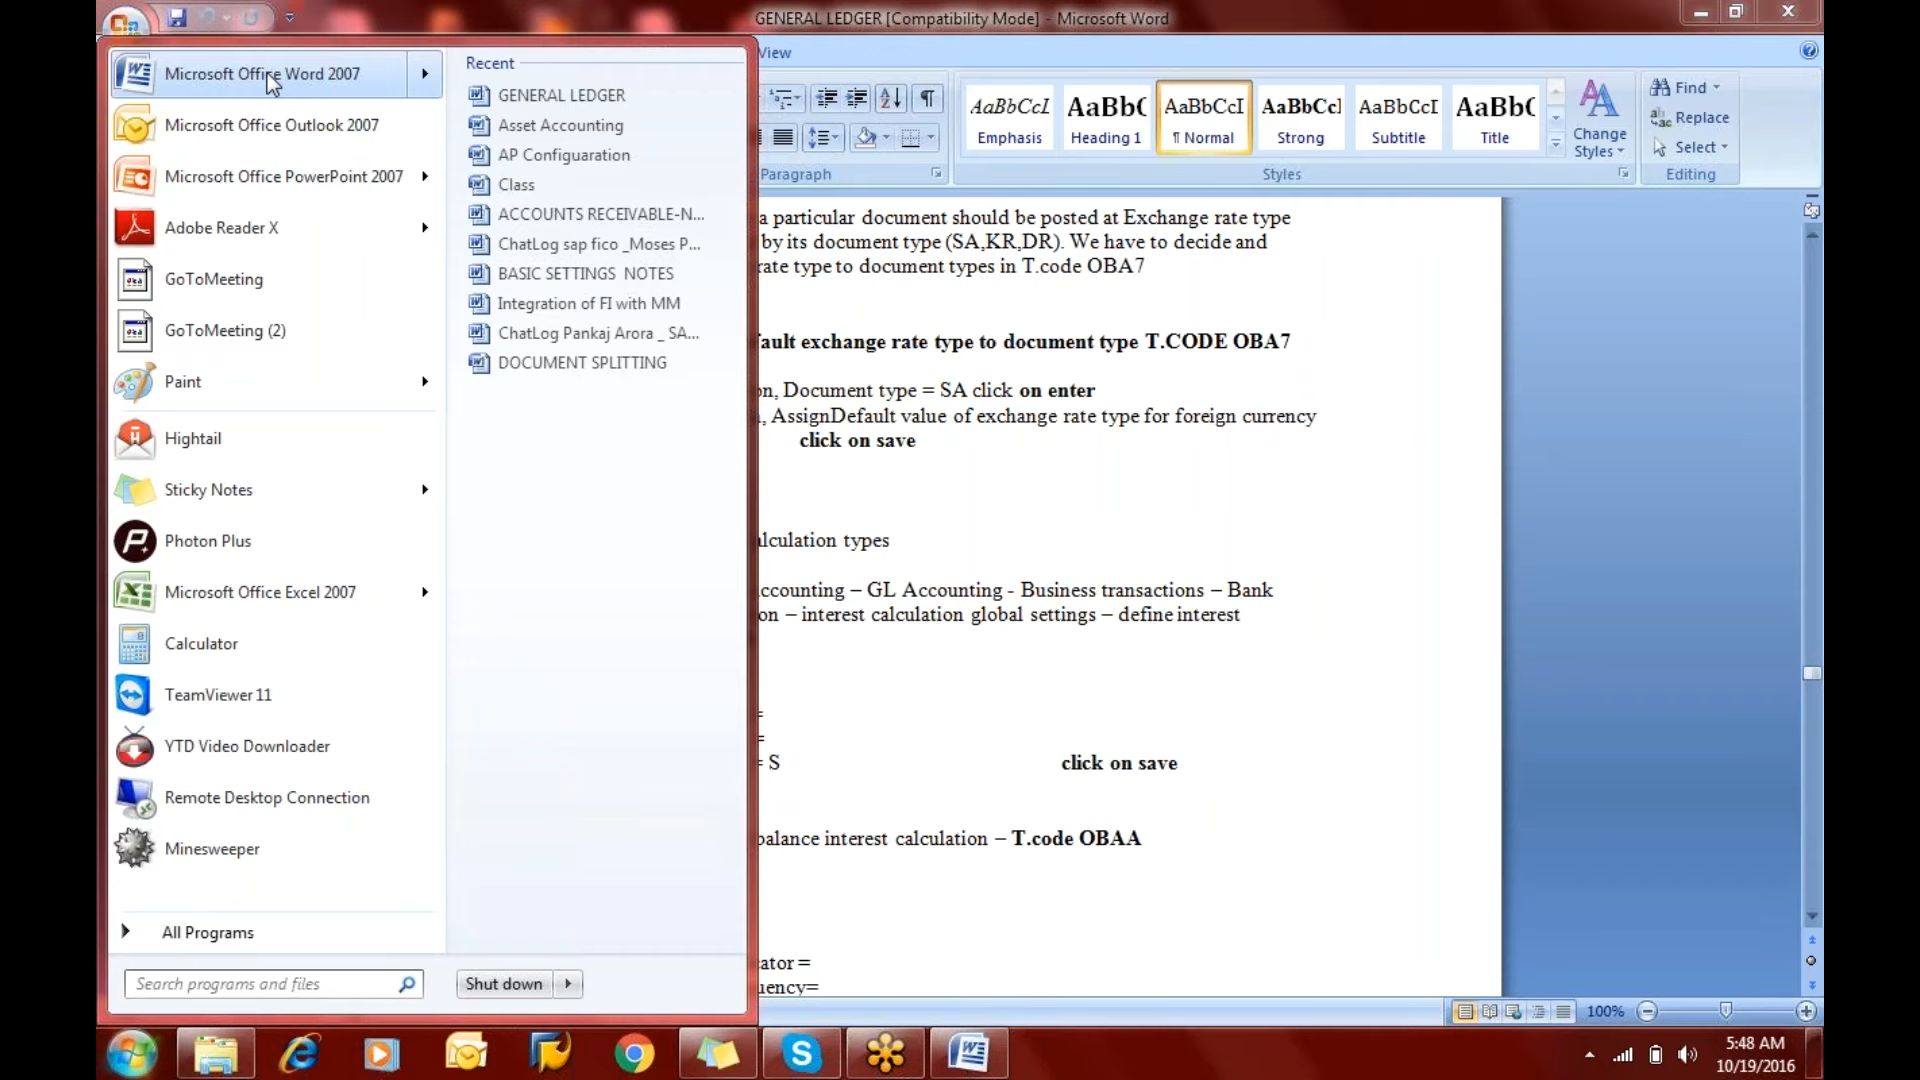 GENERAL LEDGER [Compatibility Mode] - Microsoft Word
View
Microsoft Office Word 2007
Microsoft Office Outlook 2007
Microsoft Office PowerPoint 2007
Adobe Reader X
GoToMeeting
GoToMeeting (2)
Paint
Hightail
Sticky Notes
Photon Plus
Microsoft Office Excel 2007
Calculator
TeamViewer 11
YTD Video Downloader
Remote Desktop Connection
Minesweeper
All Programs
Search programs and files
Shut down
Recent
GENERAL LEDGER
Asset Accounting
AP Configuaration
Class
ACCOUNTS RECEIVABLE-N...
ChatLog sap fico _Moses P...
BASIC SETTINGS NOTES
Integration of FI with MM
ChatLog Pankaj Arora _ SA...
DOCUMENT SPLITTING
Paragraph
AaBbCcI AaBbC AaBbCcI AaBbCcl AaBbCcI AaBbC
Emphasis Heading 1 ¶ Normal Strong Subtitle Title
Change
Styles
Styles
Find
Replace
Select
Editing
a particular document should be posted at Exchange rate type
by its document type (SA,KR,DR). We have to decide and
rate type to document types in T.code OBA7
fault exchange rate type to document type T.CODE OBA7
on, Document type = SA click on enter
, AssignDefault value of exchange rate type for foreign currency
click on save
alculation types
ccounting – GL Accounting - Business transactions – Bank
on – interest calculation global settings – define interest
=
=
= S click on save
balance interest calculation – T.code OBAA
cator =
uency=
100%
5:48 AM
10/19/2016